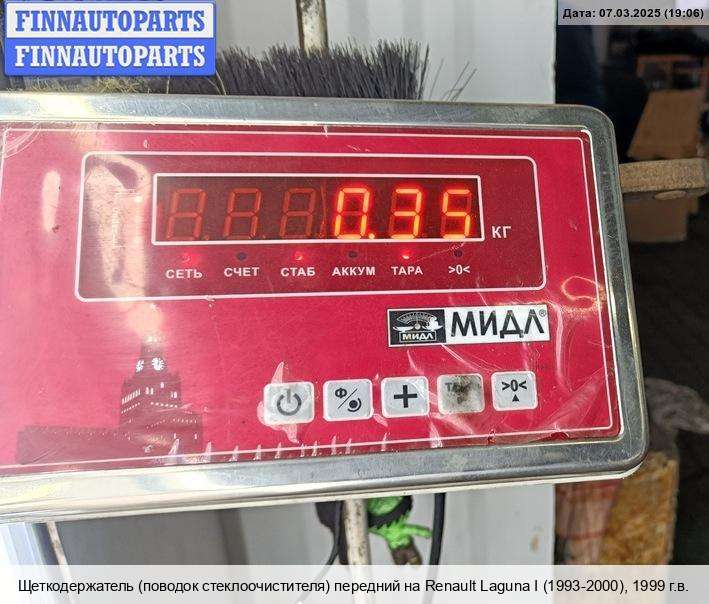 FINNAUTOPARTS
FINNAUTOPARTS
Дата: 07.03.2025 (19:06)
0.35 КГ
СЕТЬ СЧЕТ СТАБ АККУМ ТАРА >0<
МИДЛ МИДЛ®
Ф >0<
Щеткодержатель (поводок стеклоочистителя) передний на Renault Laguna I (1993-2000), 1999 г.в.